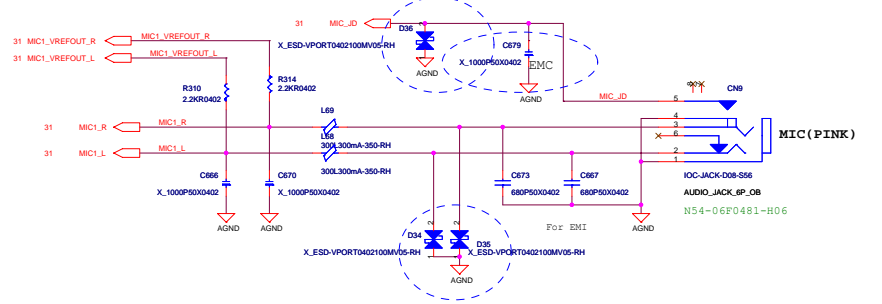 31 MIC_JD
D36
X_ESD-VPORT0402100MV05-RH
AGND
C679
X_1000P50X0402
EMC
AGND
31 MIC1_VREFOUT_R
MIC1_VREFOUT_R
31 MIC1_VREFOUT_L
MIC1_VREFOUT_L
R310
2.2KR0402
R314
2.2KR0402
MIC_JD
5
CN9
4
3
6
2
1
MIC(PINK)
IOC-JACK-D08-S56
AUDIO_JACK_6P_OB
N54-06F0481-H06
31 MIC1_R
MIC1_R
L69
L68
300L300mA-350-RH
31 MIC1_L
MIC1_L
300L300mA-350-RH
C666
X_1000P50X0402
AGND
C670
X_1000P50X0402
AGND
C673
680P50X0402
C667
680P50X0402
AGND
For EMI
2
2
D34
X_ESD-VPORT0402100MV05-RH
D35
X_ESD-VPORT0402100MV05-RH
AGND